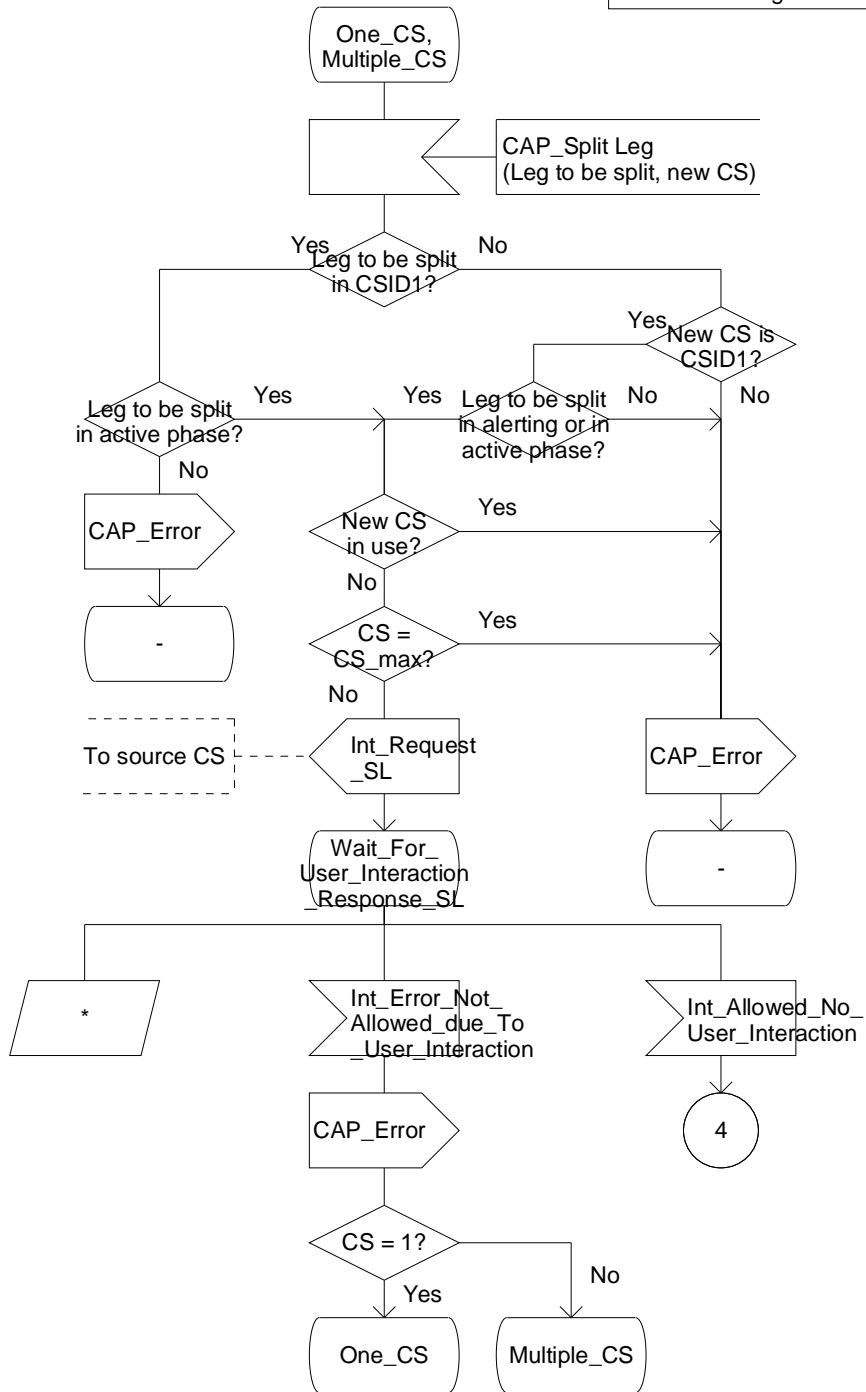 One_CS,
Multiple_CS
CAP_Split Leg
(Leg to be split, new CS)
Yes
Leg to be split
in CSID1?
No
Yes
New CS is
CSID1?
No
Leg to be split
in active phase?
Yes
Yes
Leg to be split
in alerting or in
active phase?
No
No
CAP_Error
-
New CS
in use?
Yes
No
CS =
CS_max?
Yes
No
To source CS
Int_Request
_SL
CAP_Error
-
Wait_For_
User_Interaction
_Response_SL
*
Int_Error_Not_
Allowed_due_To
_User_Interaction
Int_Allowed_No_
User_Interaction
CAP_Error
4
CS = 1?
No
Yes
One_CS
Multiple_CS